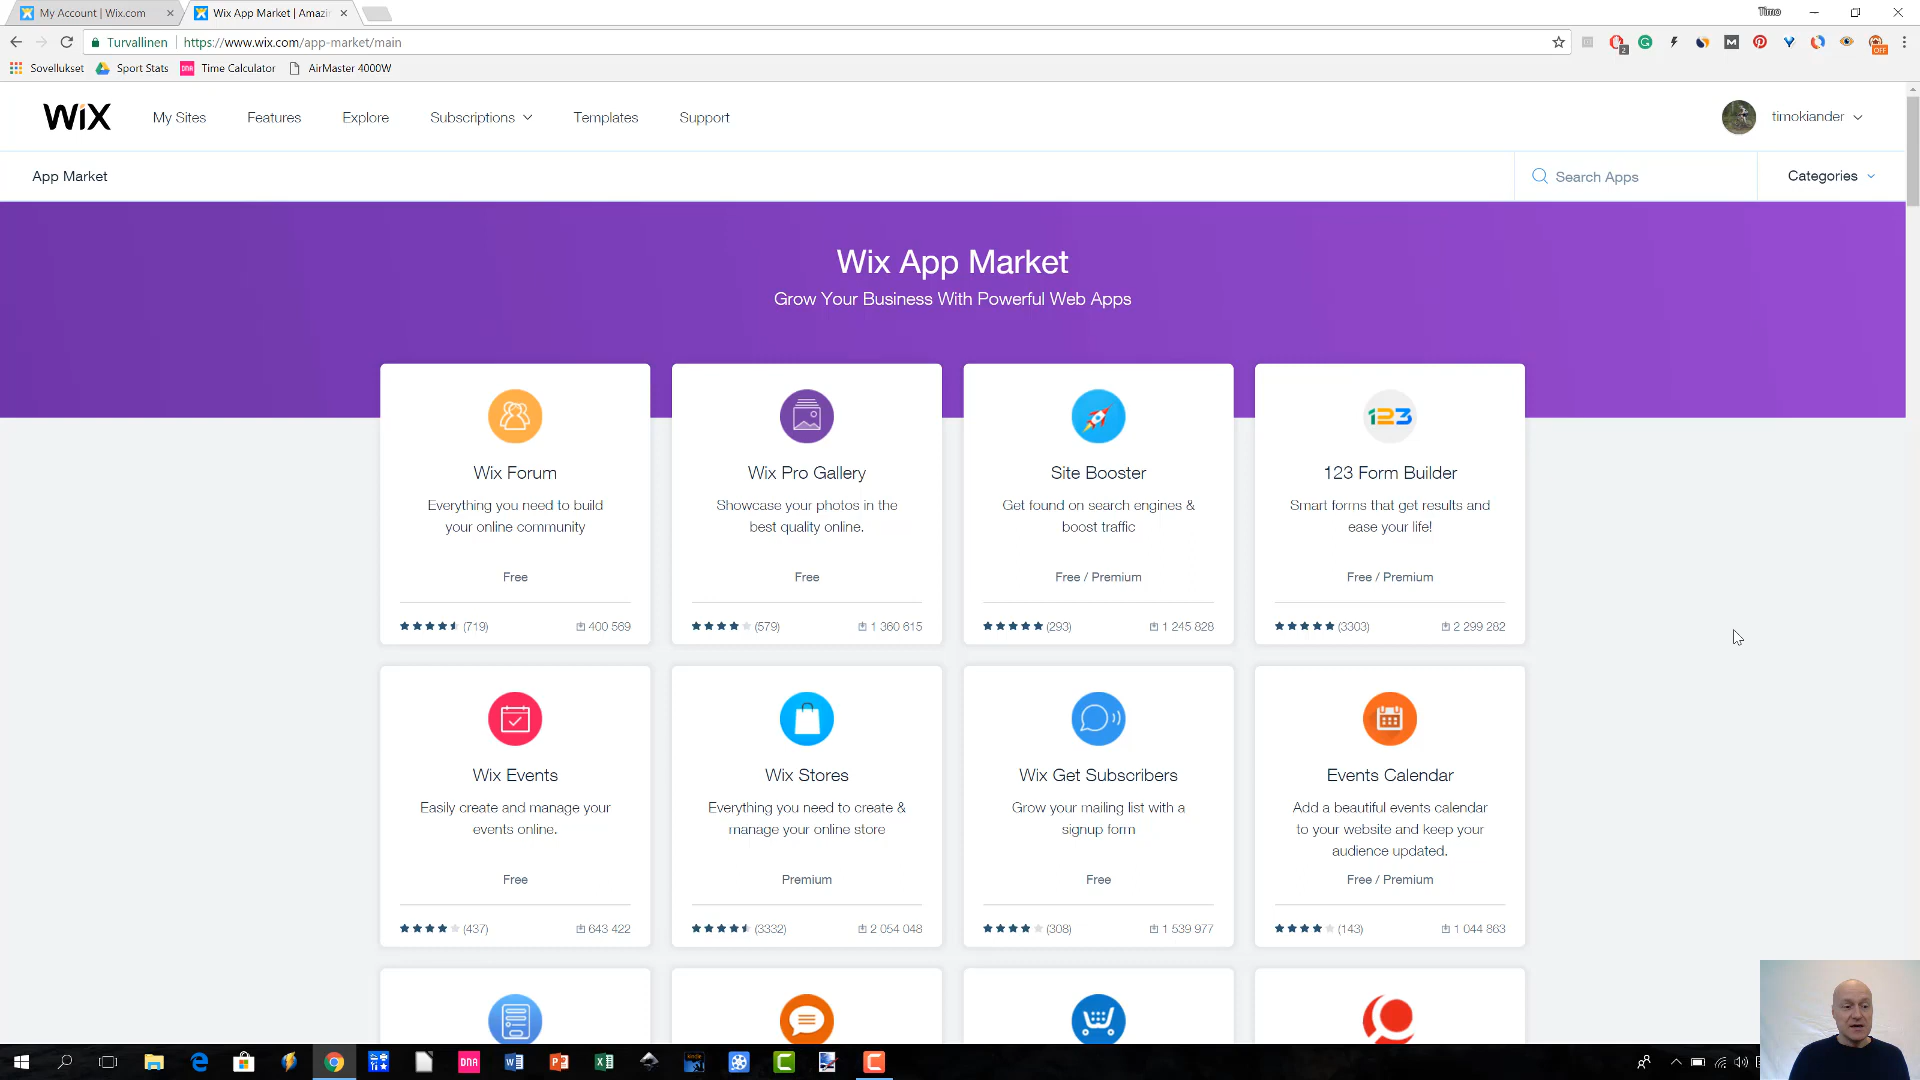 My Account | Wix.com
Wix App Market | Amazin
Timo
Turvallinen
https://www.wix.com/app-market/main
Sovellukset
Sport Stats
DNA
Time Calculator
AirMaster 4000W
WiX
My Sites
Features
Explore
Subscriptions
Templates
Support
timokiander
App Market
Search Apps
Categories
Wix App Market
Grow Your Business With Powerful Web Apps
Wix Forum
Everything you need to build
your online community
Free
(719)
400 569
Wix Pro Gallery
Showcase your photos in the
best quality online.
Free
(579)
1 360 615
Site Booster
Get found on search engines &
boost traffic
Free / Premium
(293)
1 245 828
123
123 Form Builder
Smart forms that get results and
ease your life!
Free / Premium
(3303)
2 299 282
Wix Events
Easily create and manage your
events online.
Free
(437)
643 422
Wix Stores
Everything you need to create &
manage your online store
Premium
(3332)
2 054 048
Wix Get Subscribers
Grow your mailing list with a
signup form
Free
(308)
1 539 977
Events Calendar
Add a beautiful events calendar
to your website and keep your
audience updated.
Free / Premium
(143)
1 044 863
DNA